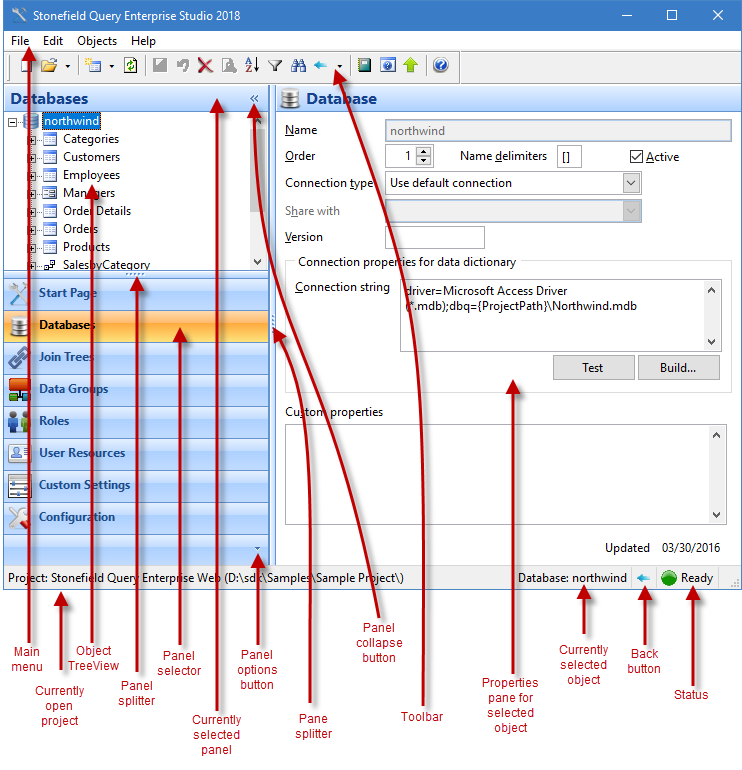 Stonefield Query Enterprise Studio 2018
File Edit Objects Help
Databases «
Database
northwind
Categories
Customers
Employees
Managers
Order Details
Orders
Products
SalesbyCategory
Start Page
Databases
Join Trees
Data Groups
Roles
User Resources
Custom Settings
Configuration
Name northwind
Order 1 Name delimiters [] Active
Connection type Use default connection
Share with
Version
Connection properties for data dictionary
Connection string driver=Microsoft Access Driver
(*.mdb);dbq={ProjectPath}\Northwind.mdb
Test Build...
Custom properties
Updated 03/30/2016
Project: Stonefield Query Enterprise Web (D:\sdk\Samples\Sample Project\) Database: northwind Ready
Main
menu
Currently
open
project
Object
TreeView
Panel
splitter
Panel
selector
Currently
selected
panel
Panel
options
button
Pane
splitter
Panel
collapse
button
Toolbar
Properties
pane for
selected
object
Currently
selected
object
Back
button
Status